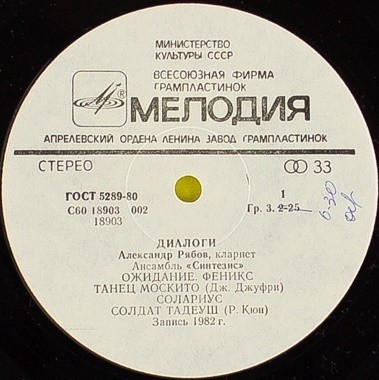 МИНИСТЕРСТВО
КУЛЬТУРЫ СССР
ВСЕСОЮЗНАЯ ФИРМА
ГРАМПЛАСТИНОК
® МЕЛОДИЯ
АПРЕЛЕВСКИЙ ОРДЕНА ЛЕНИНА ЗАВОД ГРАМПЛАСТИНОК
СТЕРЕО 33
ГОСТ 5289-80 1
С60 18903 002 Гр. 3. 2-25
18903 6-30
ДИАЛОГИ
Александр Рябов, кларнет
Ансамбль «Синтезис»
ОЖИДАНИЕ. ФЕНИКС
ТАНЕЦ МОСКИТО (Дж. Джуфри)
СОЛАРИУС
СОЛДАТ ТАДЕУШ (Р. Кюн)
Запись 1982 г.